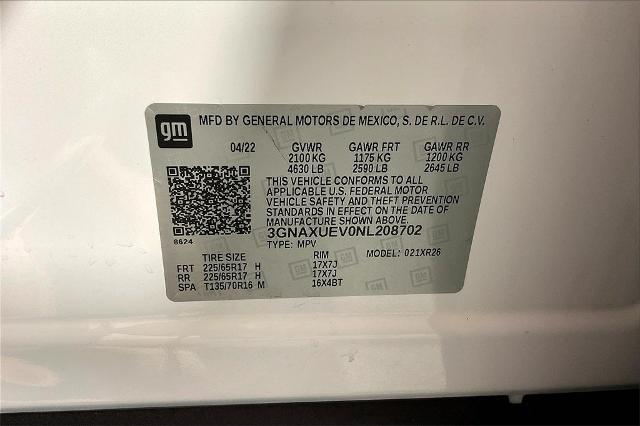 gm MFD BY GENERAL MOTORS DE MEXICO, S. DE R.L. DE C.V.
04/22 GVWR GAWR FRT GAWR RR
2100 KG 1175 KG 1200 KG
4630 LB 2590 LB 2645 LB
THIS VEHICLE CONFORMS TO ALL
APPLICABLE U.S. FEDERAL MOTOR
VEHICLE SAFETY AND THEFT PREVENTION
STANDARDS IN EFFECT ON THE DATE OF
MANUFACTURE SHOWN ABOVE.
8624 3GNAXUEV0NL208702
TYPE: MPV
TIRE SIZE RIM MODEL: 021XR26
FRT 225/65R17 H 17X7J
RR 225/65R17 H 17X7J
SPA T135/70R16 M 16X4BT